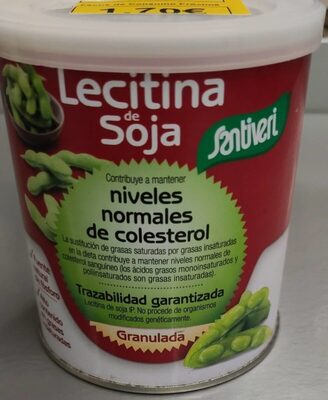 1.70€
Lecitina
de
Soja
Santiveri
Contribuye a mantener
niveles
normales
de colesterol
La sustitución de grasas saturadas por grasas insaturadas
en la dieta contribuye a mantener niveles normales de
colesterol sanguíneo (los ácidos grasos monoinsaturados y
poliinsaturados son grasas insaturadas).
Trazabilidad garantizada
Lecitina de soja IP. No procede de organismos
modificados genéticamente.
Granulada